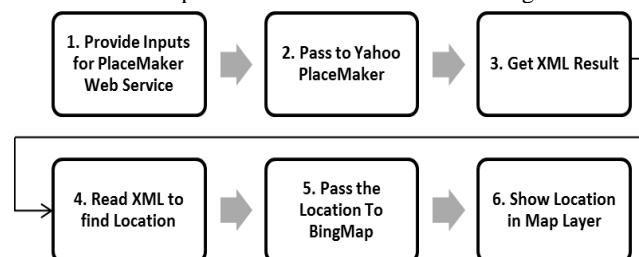 1. Provide Inputs
for PlaceMaker
Web Service
2. Pass to Yahoo
PlaceMaker
3. Get XML Result
4. Read XML to
find Location
5. Pass the
Location To
BingMap
6. Show Location
in Map Layer